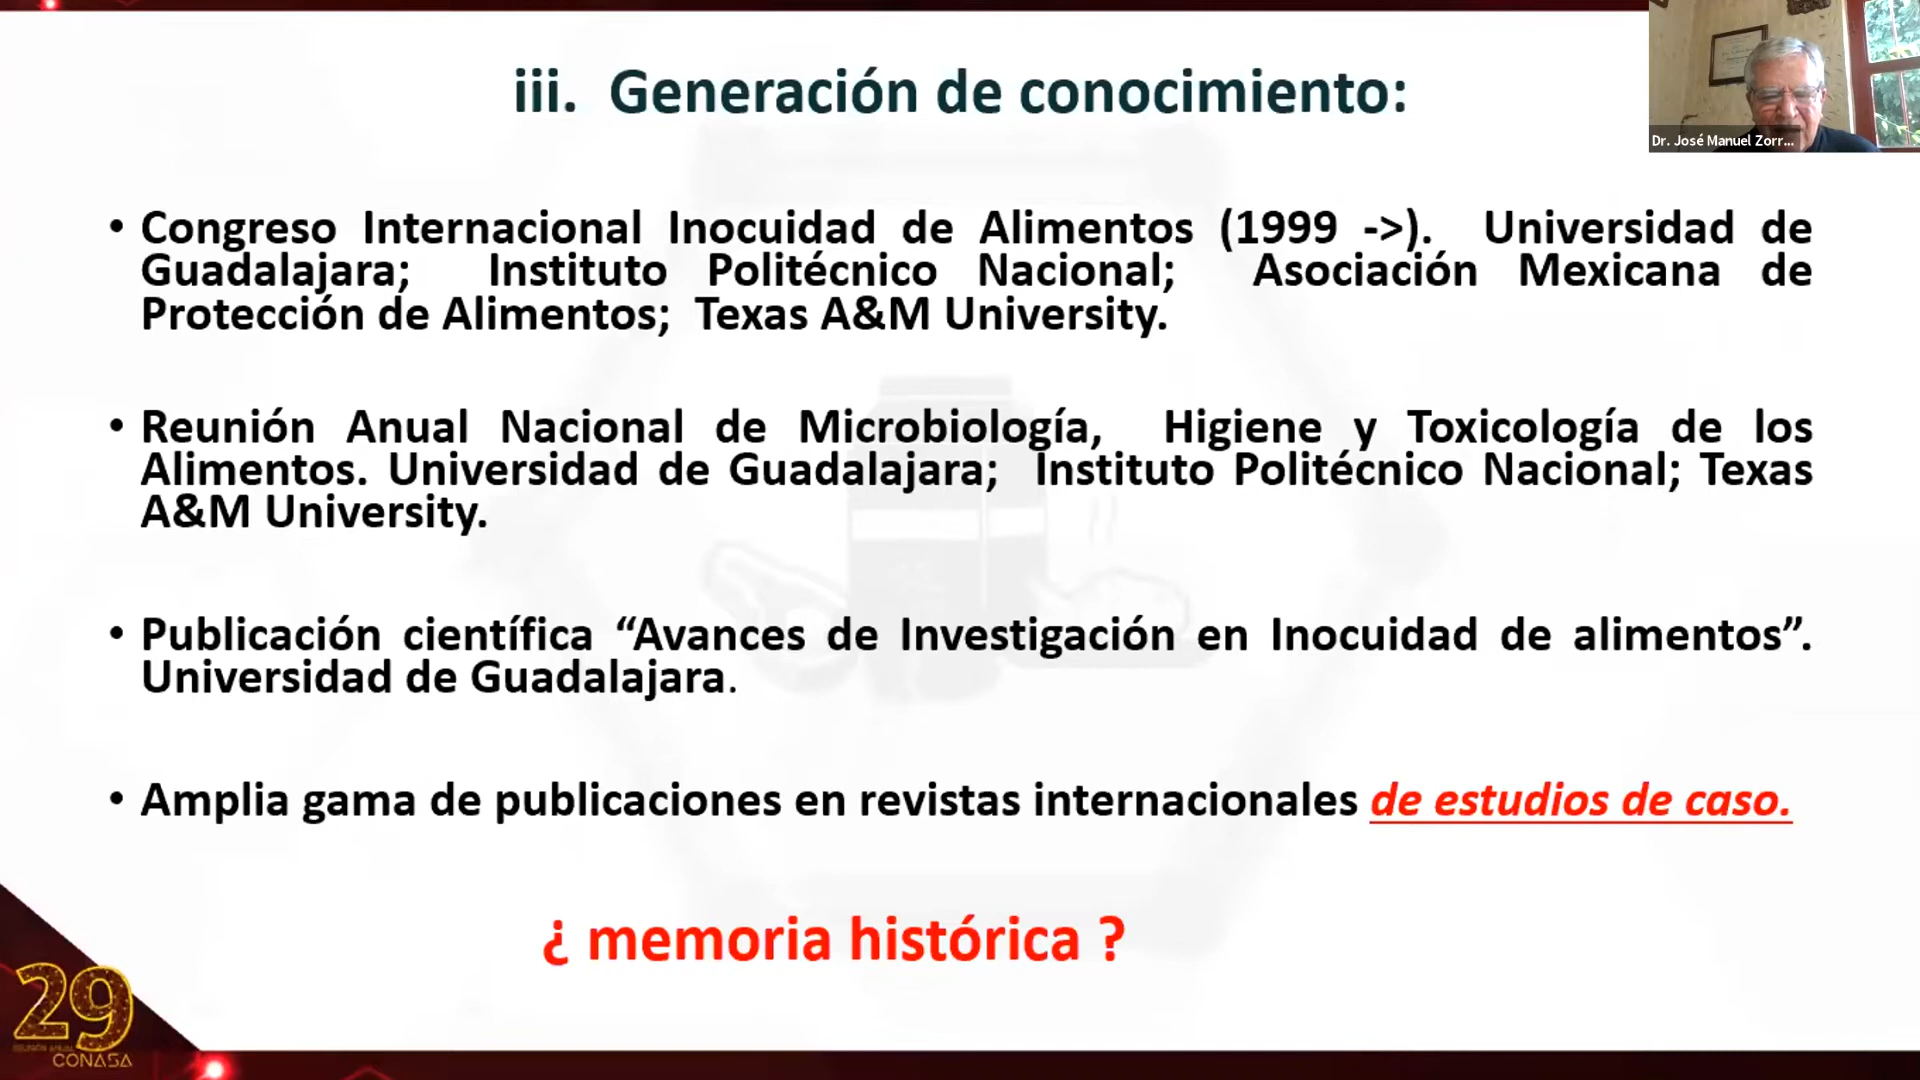 iii. Generación de conocimiento:
Dr. José Manuel Zorr...
• Congreso Internacional Inocuidad de Alimentos (1999 ->). Universidad de
Guadalajara; Instituto Politécnico Nacional; Asociación Mexicana de
Protección de Alimentos; Texas A&M University.
• Reunión Anual Nacional de Microbiología, Higiene y Toxicología de los
Alimentos. Universidad de Guadalajara; Instituto Politécnico Nacional; Texas
A&M University.
• Publicación científica “Avances de Investigación en Inocuidad de alimentos”.
Universidad de Guadalajara.
• Amplia gama de publicaciones en revistas internacionales de estudios de caso.
¿ memoria histórica ?
29
REUNIÓN ANUAL
CONASA